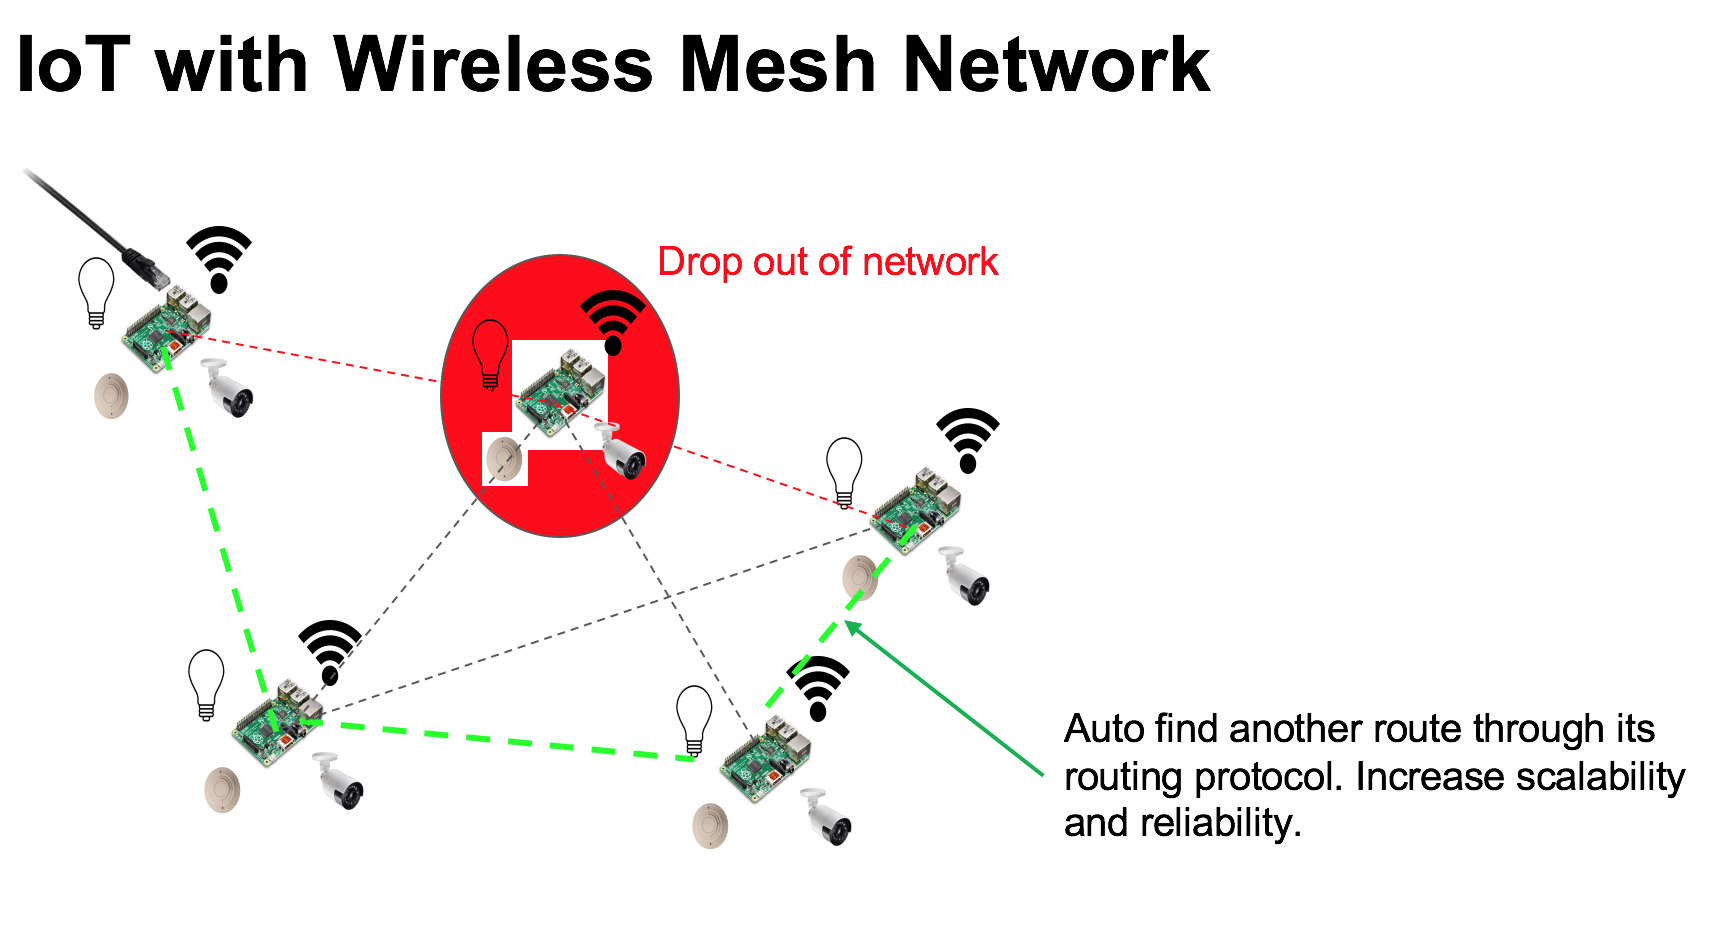 IoT with Wireless Mesh Network
Drop out of network
Auto find another route through its
routing protocol. Increase scalability
and reliability.